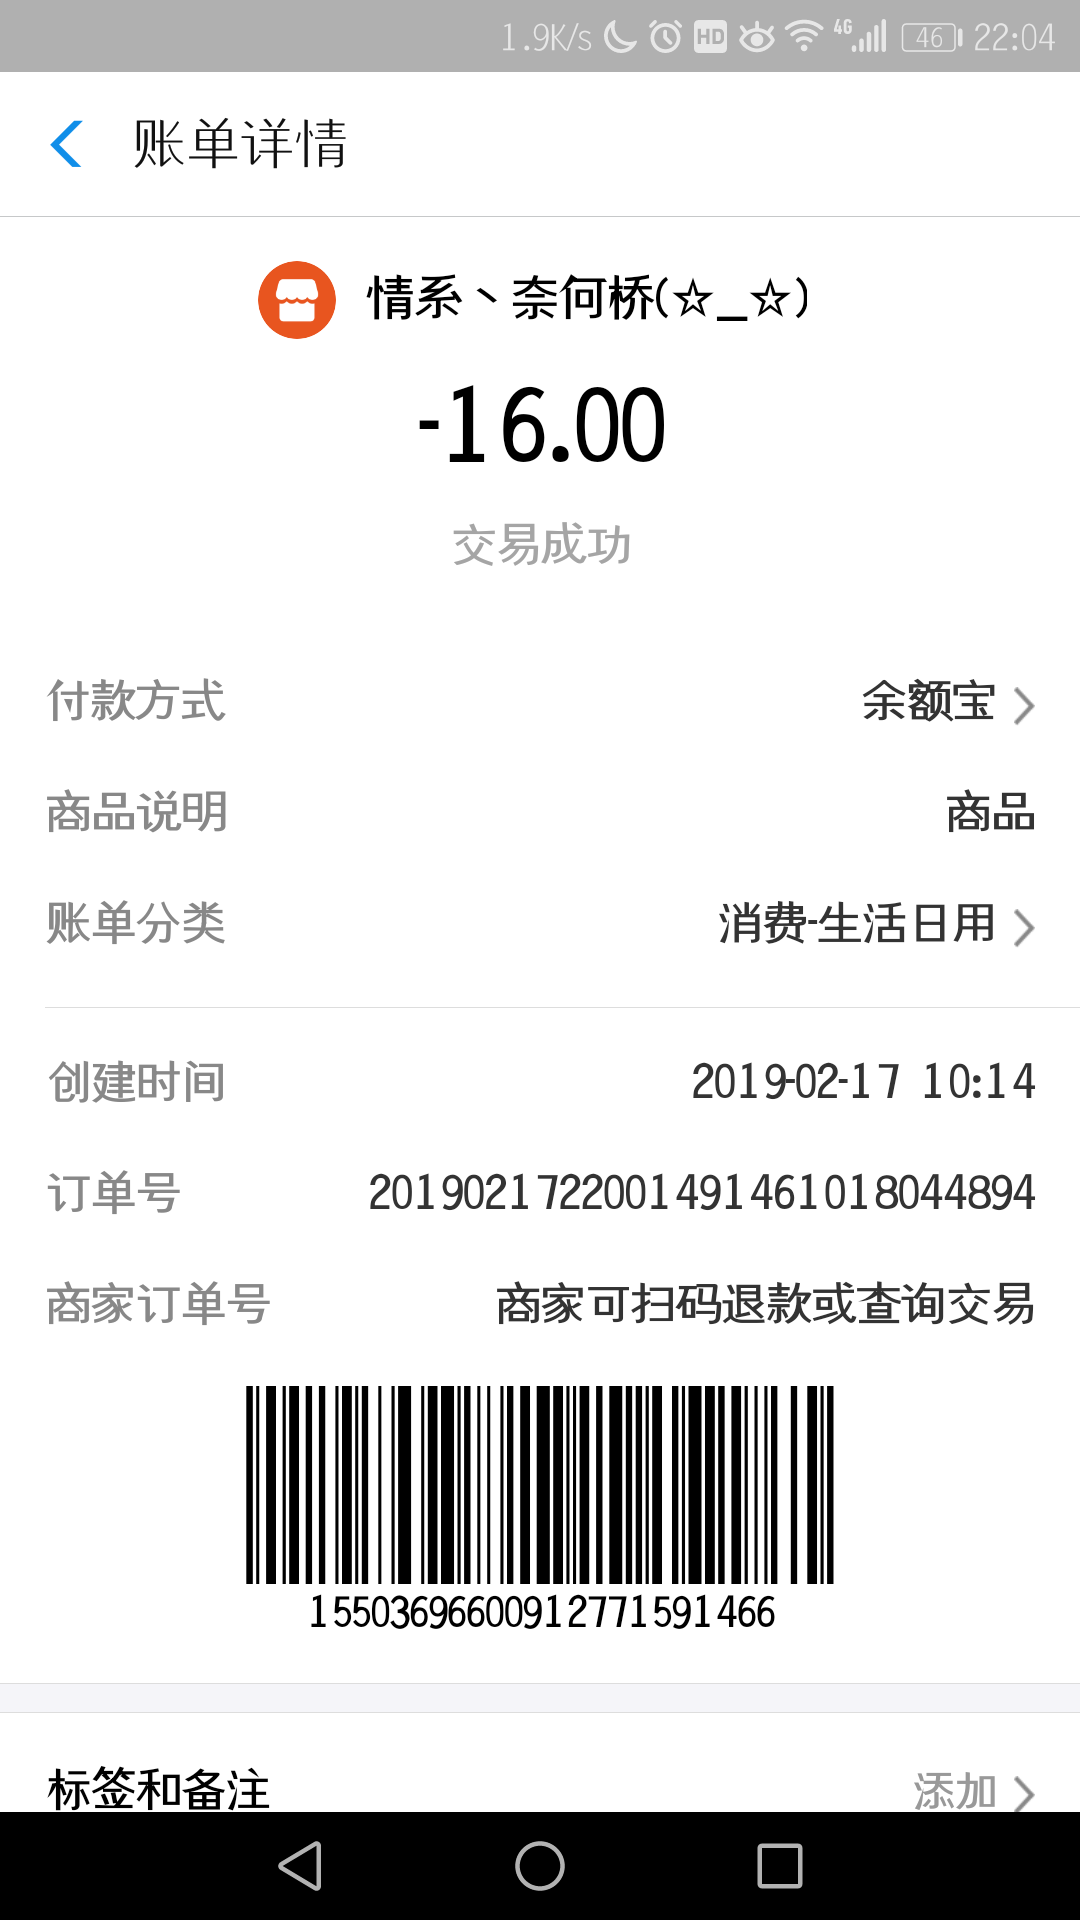 1.9K/s HD 4G 46 22:04
账单详情
情系丶柰何桥(☆_☆)
-16.00
交易成功
付款方式 余额宝
商品说明 商品
账单分类 消费-生活日用
创建时间 2019-02-17 10:14
订单号 2019021722001491461018044894
商家订单号 商家可扫码退款或查询交易
15503696600912771591466
标签和备注 添加